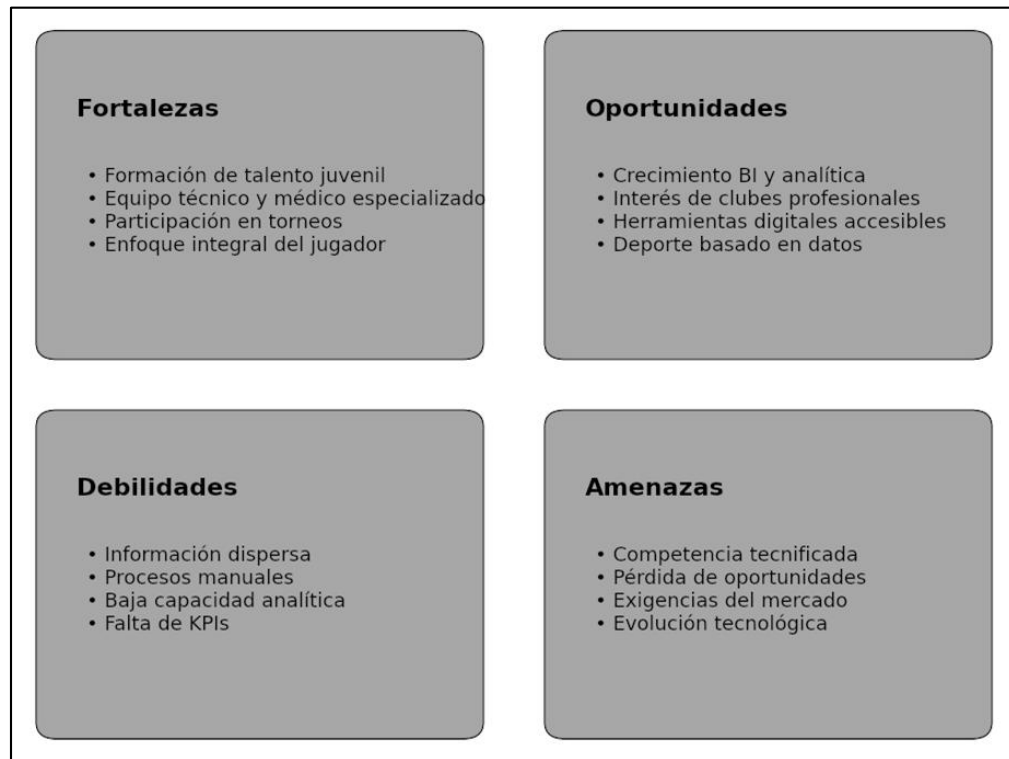 Fortalezas
• Formación de talento juvenil
• Equipo técnico y médico especializado
• Participación en torneos
• Enfoque integral del jugador
Oportunidades
• Crecimiento BI y analítica
• Interés de clubes profesionales
• Herramientas digitales accesibles
• Deporte basado en datos
Debilidades
• Información dispersa
• Procesos manuales
• Baja capacidad analítica
• Falta de KPIs
Amenazas
• Competencia tecnificada
• Pérdida de oportunidades
• Exigencias del mercado
• Evolución tecnológica